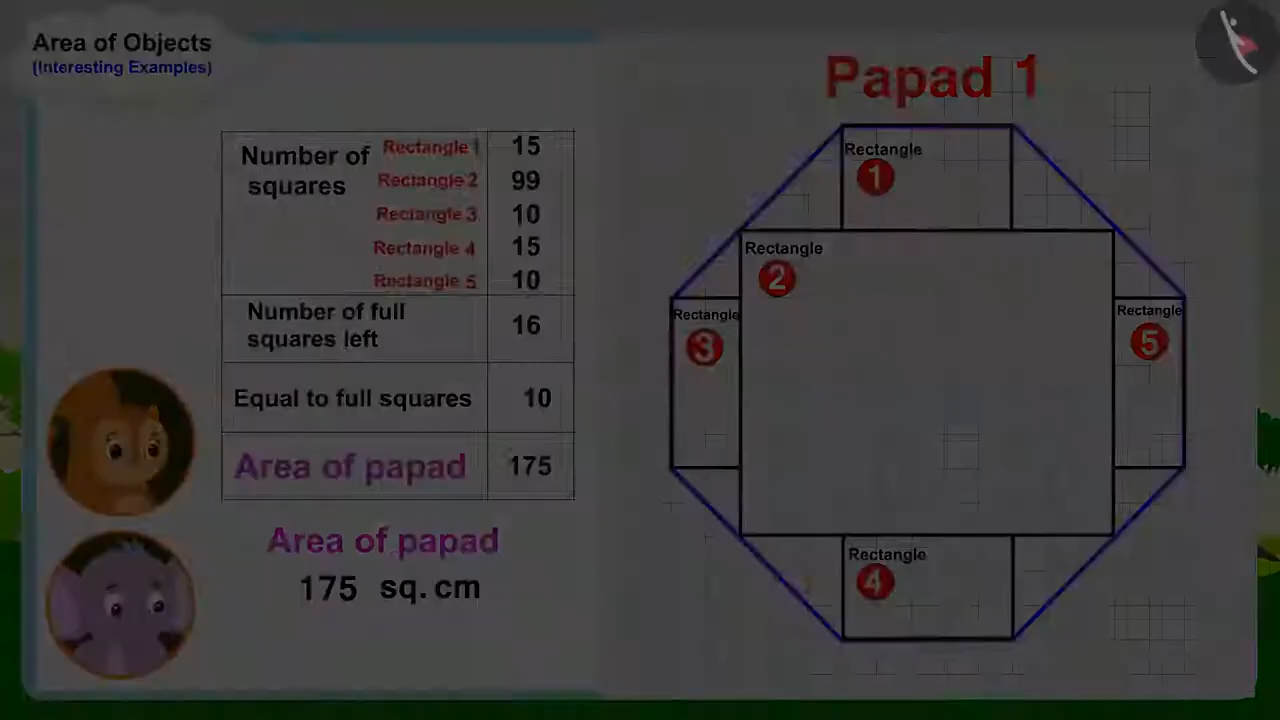 Area of Objects
(Interesting Examples)
Papad 1
Number of squares
Rectangle 1 15
Rectangle 2 99
Rectangle 3 10
Rectangle 4 15
Rectangle 5 10
Number of full squares left 16
Equal to full squares 10
Area of papad 175
Area of papad
175 sq. cm
Rectangle
1
Rectangle
2
Rectangle
3
Rectangle
5
Rectangle
4